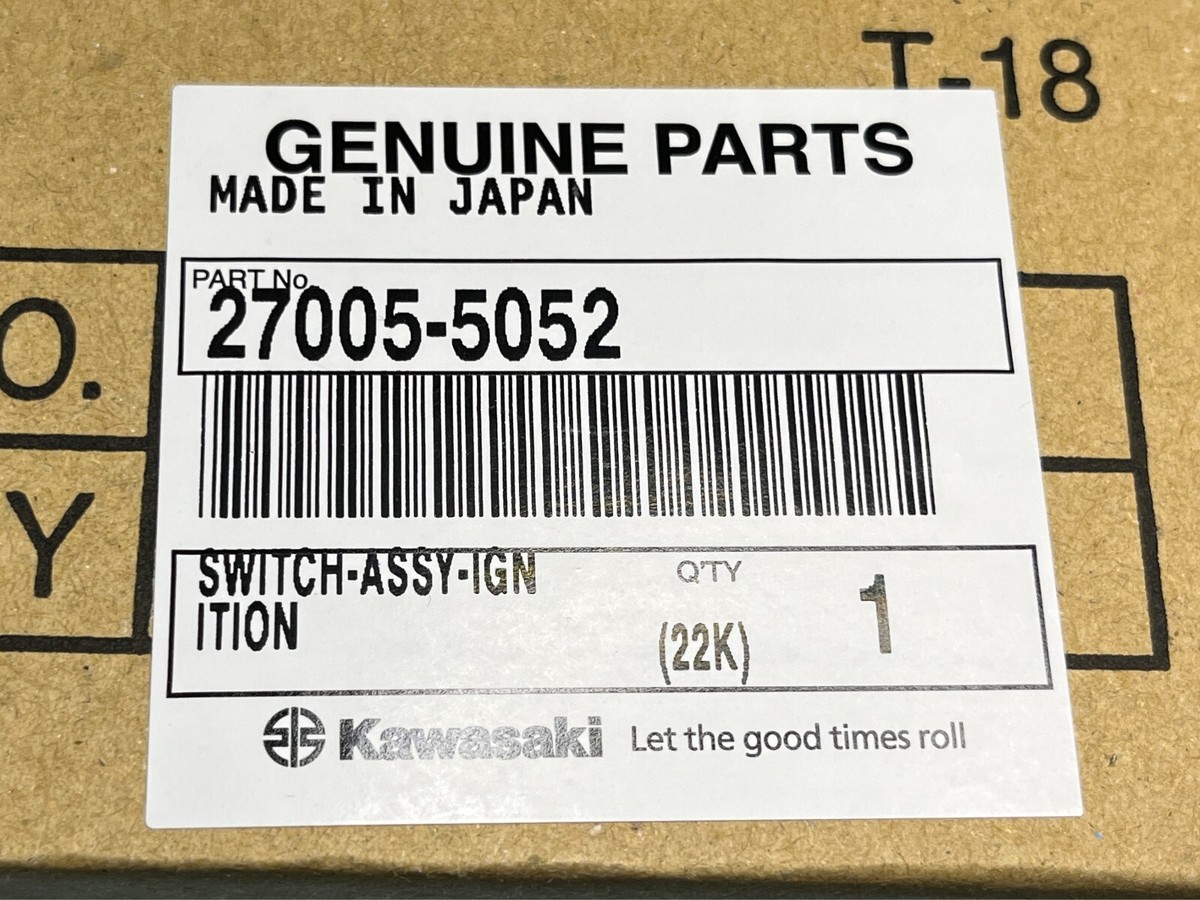 T-18
GENUINE PARTS
MADE IN JAPAN
PART No.
27005-5052
O.
Y
SWITCH-ASSY-IGN
ITION
Q'TY
(22K)
1
Kawasaki Let the good times roll